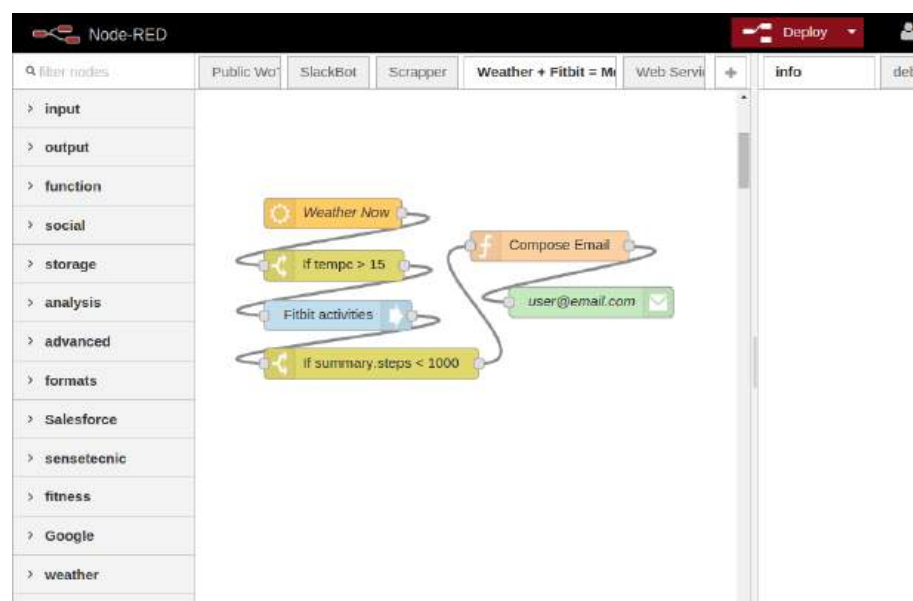 Node-RED
Deploy
filter nodes
Public Wo
SlackBot
Scrapper
Weather + Fitbit = M
Web Servi
+
info
deb
input
output
function
social
storage
analysis
advanced
formats
Salesforce
sensetecnic
fitness
Google
weather
Weather Now
If tempc > 15
Fitbit activities
If summary.steps < 1000
Compose Email
user@email.com